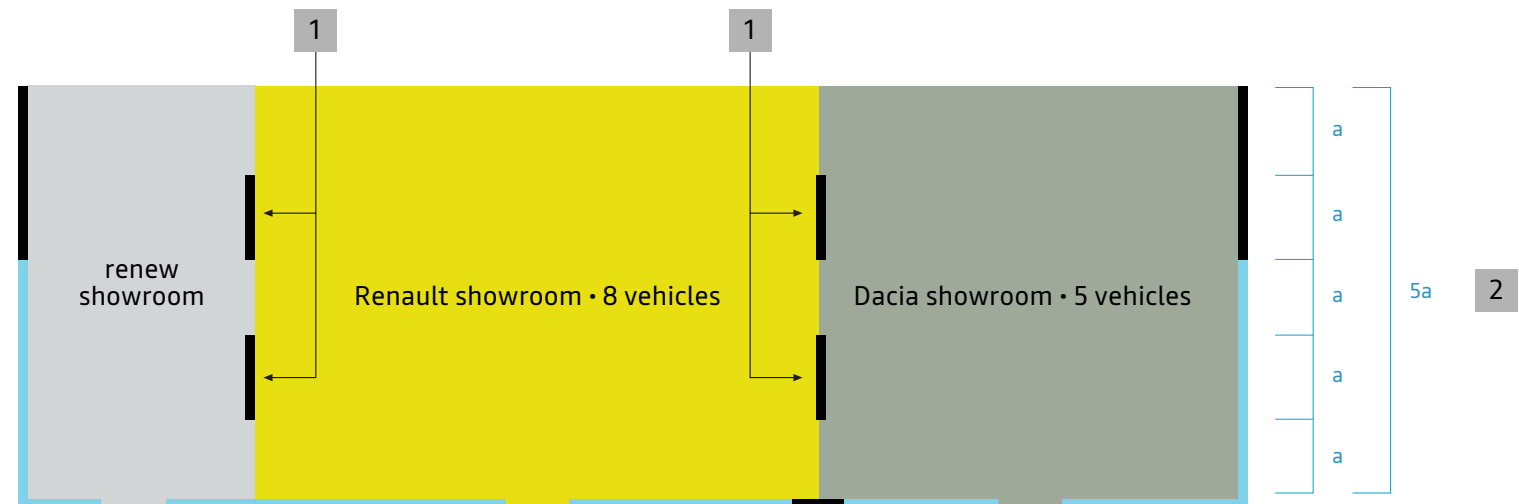 1
1
a
a
renew
showroom
Renault showroom • 8 vehicles
Dacia showroom • 5 vehicles
a
5a
2
a
a